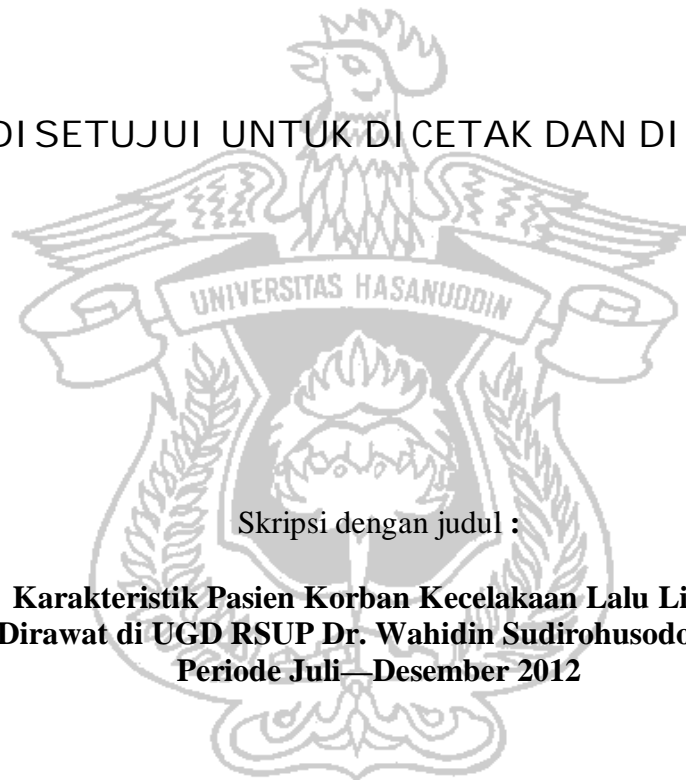 DISETUJUI UNTUK DICETAK DAN DI
UNIVERSITAS HASANUDDIN
Skripsi dengan judul :
Karakteristik Pasien Korban Kecelakaan Lalu Li
Dirawat di UGD RSUP Dr. Wahidin Sudirohusodo
Periode Juli—Desember 2012